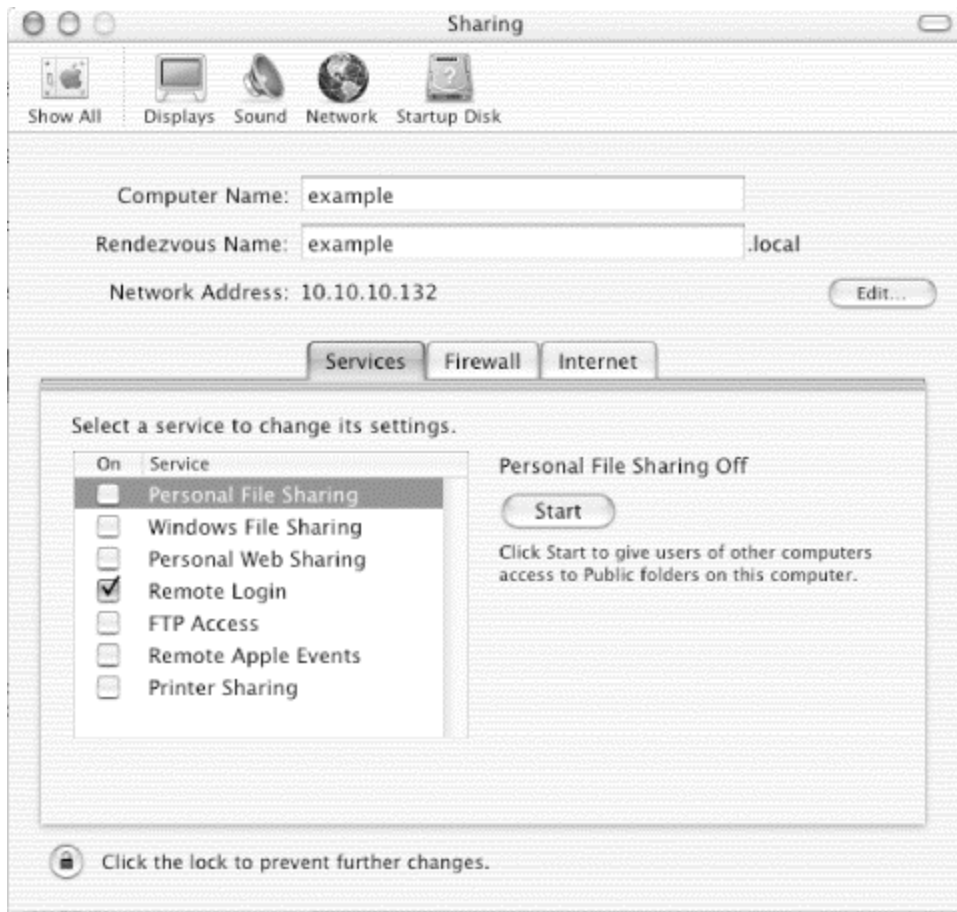 Sharing
Show All Displays Sound Network Startup Disk
Computer Name: example
Rendezvous Name: example .local
Network Address: 10.10.10.132 Edit...
Services Firewall Internet
Select a service to change its settings.
On Service
Personal File Sharing
Windows File Sharing
Personal Web Sharing
Remote Login
FTP Access
Remote Apple Events
Printer Sharing
Personal File Sharing Off
Start
Click Start to give users of other computers
access to Public folders on this computer.
Click the lock to prevent further changes.